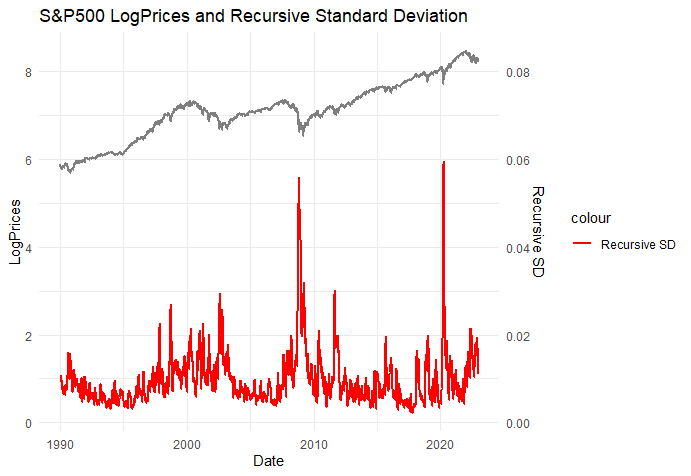 S&P500 LogPrices and Recursive Standard Deviation
LogPrices
8
6
4
2
0
0.08
0.06
0.04
0.02
0.00
Recursive SD
colour
Recursive SD
1990
2000
2010
2020
Date